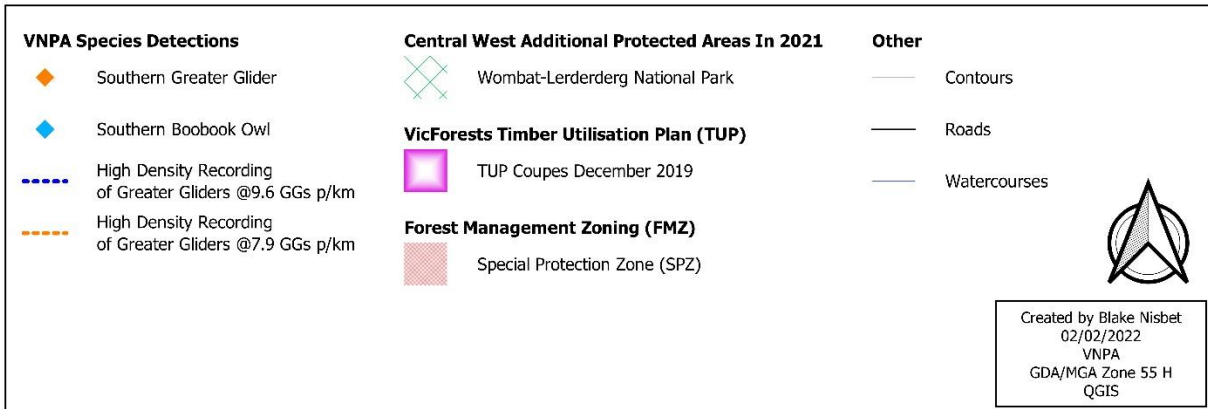 VNPA Species Detections
Southern Greater Glider
Southern Boobook Owl
High Density Recording
of Greater Gliders @9.6 GGs p/km
High Density Recording
of Greater Gliders @7.9 GGs p/km
Central West Additional Protected Areas In 2021
Wombat-Lerderderg National Park
VicForests Timber Utilisation Plan (TUP)
TUP Coupes December 2019
Forest Management Zoning (FMZ)
Special Protection Zone (SPZ)
Other
Contours
Roads
Watercourses
Created by Blake Nisbet
02/02/2022
VNPA
GDA/MGA Zone 55 H
QGIS